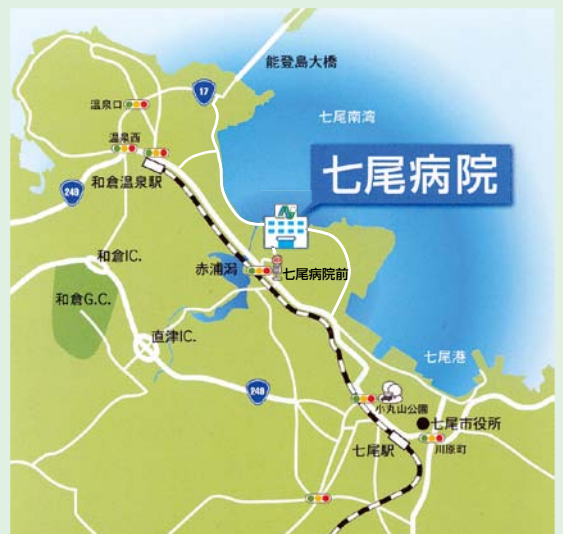 能登島大橋
17
温泉口
七尾南湾
温泉西
七尾病院
249
和倉温泉駅
和倉IC.
赤浦潟
七尾病院前
和倉G.C.
直津IC.
七尾港
249
小丸山公園
七尾市役所
七尾駅
川原町